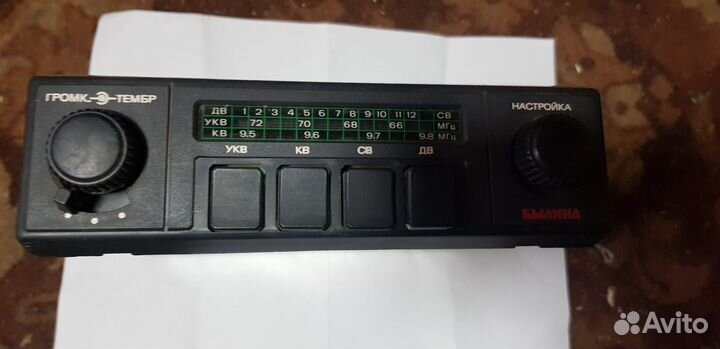 ГРОМК. ТЕМБР
НАСТРОЙКА
ДВ 1 2 3 4 5 6 7 8 9 10 11 12 СВ
УКВ 72 70 68 66 МГц
КВ 9.5 9.6 9.7 9.8 МГц
УКВ КВ СВ ДВ
БЫЛИНА
Avito